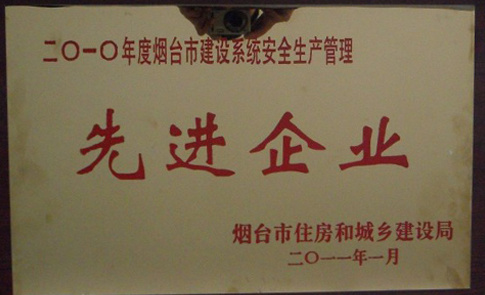 二〇一〇年度烟台市建设系统安全生产管理
先进企业
烟台市住房和城乡建设局
二〇一一年一月